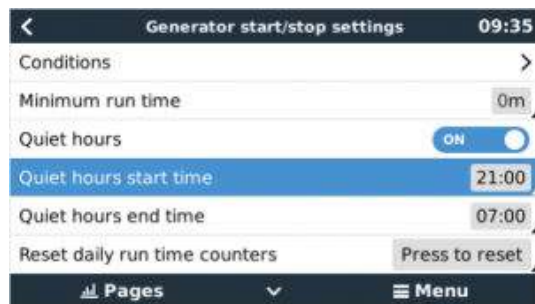 Generator start/stop settings 09:35
Conditions
Minimum run time 0m
Quiet hours ON
Quiet hours start time 21:00
Quiet hours end time 07:00
Reset daily run time counters Press to reset
Pages Menu